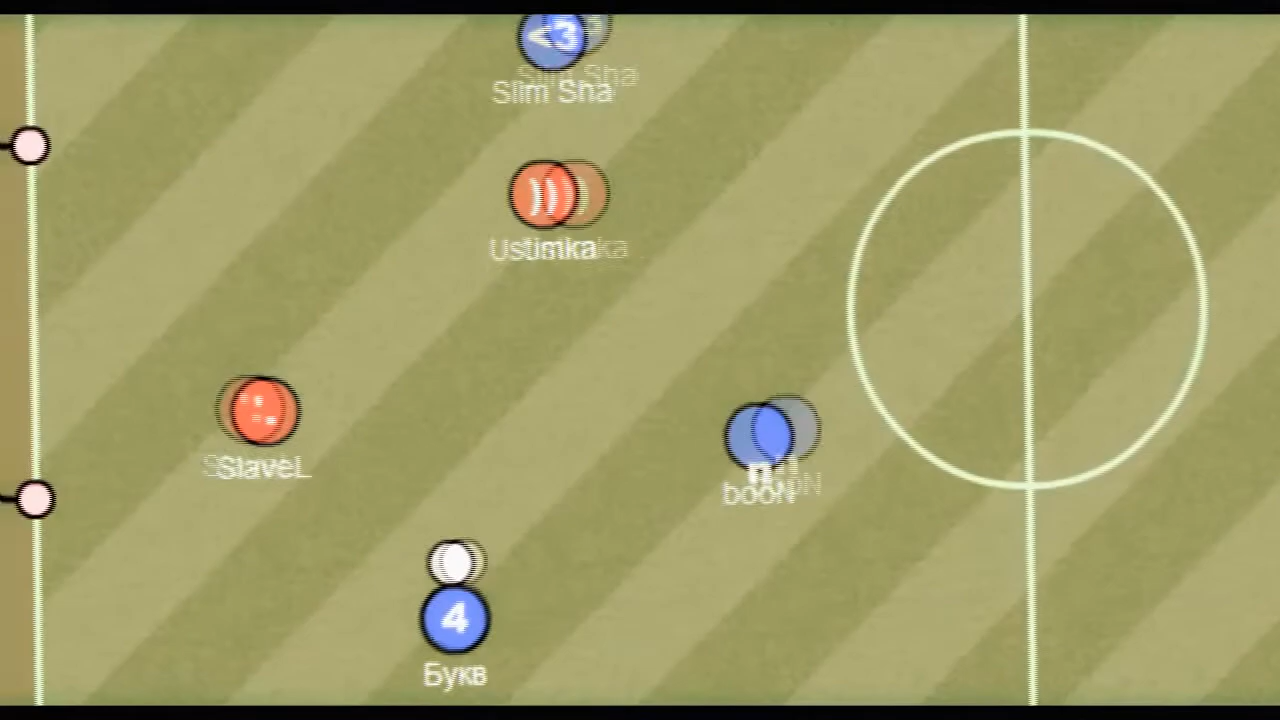 <3
Slim Sha
))
Ustimka
SlaveL
n
booN
4
Букв